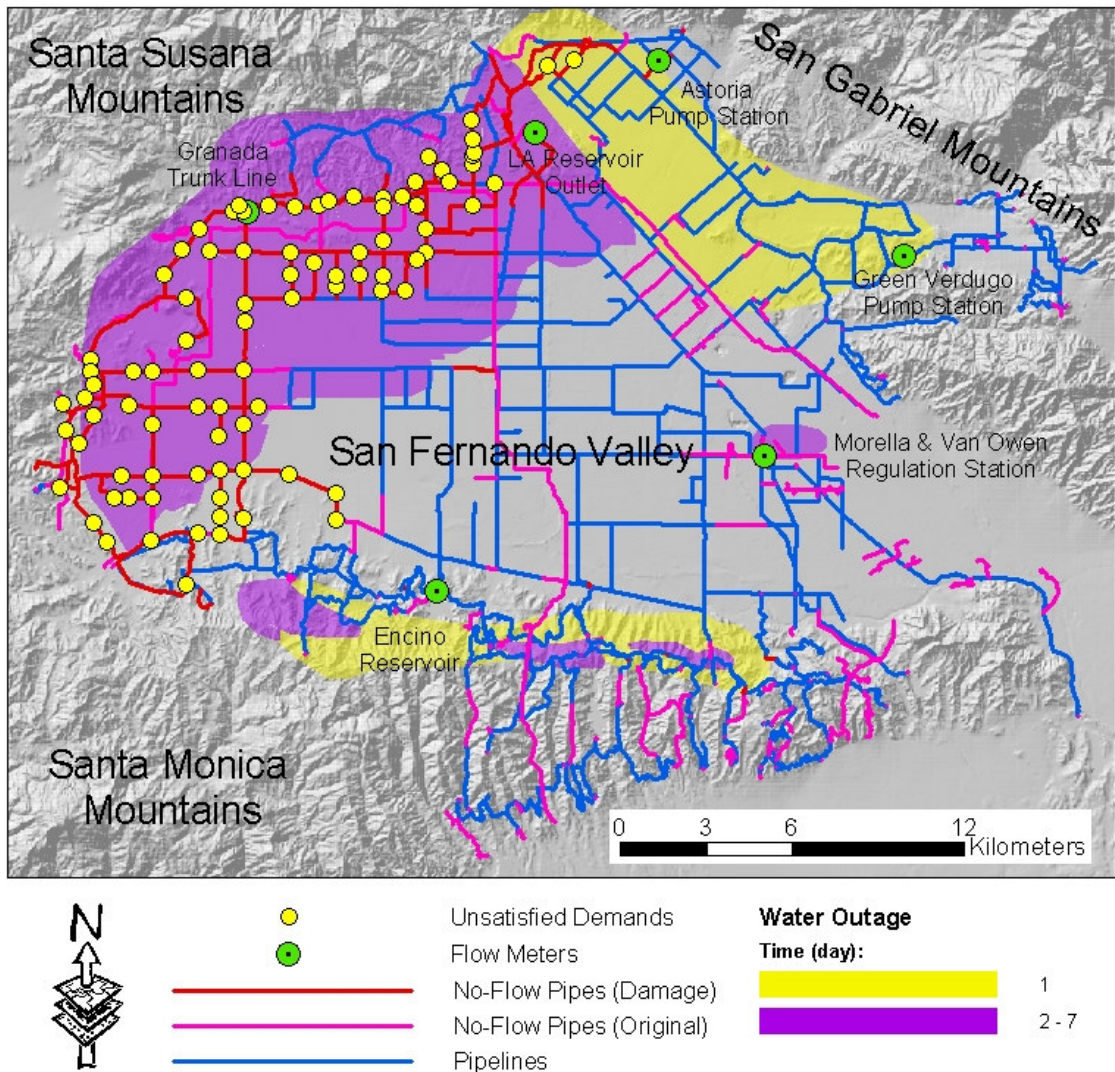 Santa Susana
Mountains
San Gabriel Mountains
Astoria
Pump Station
Granada
Trunk Line
LA Reservoir
Outlet
Green Verdugo
Pump Station
San Fernando Valley
Morella & Van Owen
Regulation Station
Encino
Reservoir
Santa Monica
Mountains
0 3 6 12
Kilometers
N
Unsatisfied Demands
Flow Meters
No-Flow Pipes (Damage)
No-Flow Pipes (Original)
Pipelines
Water Outage
Time (day):
1
2 - 7